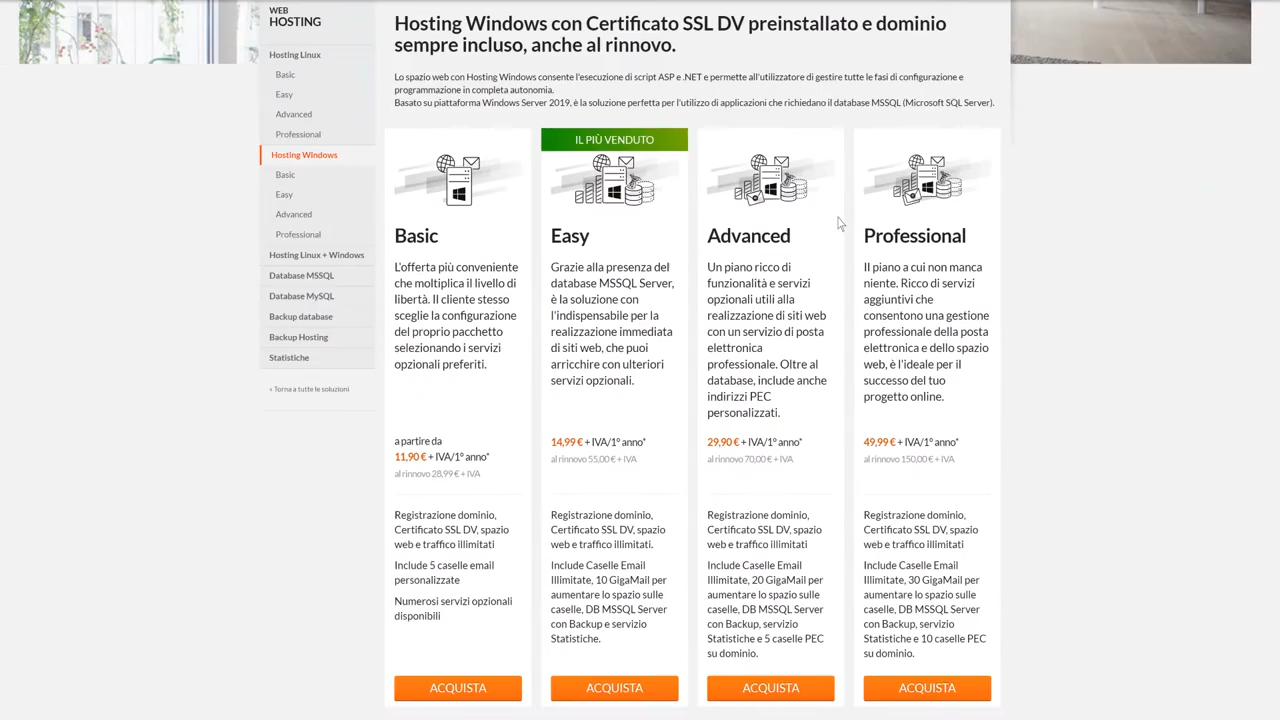 WEB
HOSTING
Hosting Linux
Basic
Easy
Advanced
Professional
Hosting Windows
Basic
Easy
Advanced
Professional
Hosting Linux + Windows
Database MSSQL
Database MySQL
Backup database
Backup Hosting
Statistiche
« Torna a tutte le soluzioni
Hosting Windows con Certificato SSL DV preinstallato e dominio
sempre incluso, anche al rinnovo.
Lo spazio web con Hosting Windows consente l'esecuzione di script ASP e .NET e permette all'utilizzatore di gestire tutte le fasi di configurazione e
programmazione in completa autonomia.
Basato su piattaforma Windows Server 2019, è la soluzione perfetta per l'utilizzo di applicazioni che richiedano il database MSSQL (Microsoft SQL Server).
Basic
L'offerta più conveniente
che moltiplica il livello di
libertà. Il cliente stesso
sceglie la configurazione
del proprio pacchetto
selezionando i servizi
opzionali preferiti.
a partire da
11,90 € + IVA/1° anno*
al rinnovo 28,99 € + IVA
Registrazione dominio,
Certificato SSL DV, spazio
web e traffico illimitati
Include 5 caselle email
personalizzate
Numerosi servizi opzionali
disponibili
ACQUISTA
IL PIÙ VENDUTO
Easy
Grazie alla presenza del
database MSSQL Server,
è la soluzione con
l'indispensabile per la
realizzazione immediata
di siti web, che puoi
arricchire con ulteriori
servizi opzionali.
14,99 € + IVA/1° anno*
al rinnovo 55,00 € + IVA
Registrazione dominio,
Certificato SSL DV, spazio
web e traffico illimitati.
Include Caselle Email
Illimitate, 10 GigaMail per
aumentare lo spazio sulle
caselle, DB MSSQL Server
con Backup e servizio
Statistiche.
ACQUISTA
Advanced
Un piano ricco di
funzionalità e servizi
opzionali utili alla
realizzazione di siti web
con un servizio di posta
elettronica
professionale. Oltre al
database, include anche
indirizzi PEC
personalizzati.
29,90 € + IVA/1° anno*
al rinnovo 70,00 € + IVA
Registrazione dominio,
Certificato SSL DV, spazio
web e traffico illimitati
Include Caselle Email
Illimitate, 20 GigaMail per
aumentare lo spazio sulle
caselle, DB MSSQL Server
con Backup, servizio
Statistiche e 5 caselle PEC
su dominio.
ACQUISTA
Professional
Il piano a cui non manca
niente. Ricco di servizi
aggiuntivi che
consentono una gestione
professionale della posta
elettronica e dello spazio
web, è l'ideale per il
successo del tuo
progetto online.
49,99 € + IVA/1° anno*
al rinnovo 150,00 € + IVA
Registrazione dominio,
Certificato SSL DV, spazio
web e traffico illimitati
Include Caselle Email
Illimitate, 30 GigaMail per
aumentare lo spazio sulle
caselle, DB MSSQL Server
con Backup, servizio
Statistiche e 10 caselle PEC
su dominio.
ACQUISTA